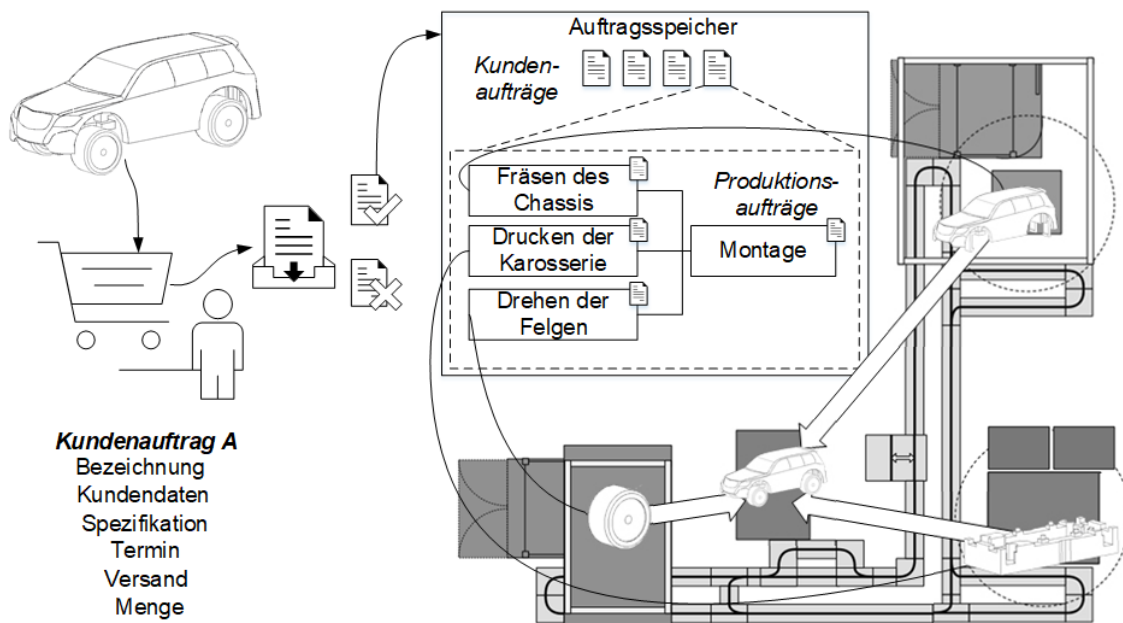 Auftragsspeicher
Kunden-
aufträge
Fräsen des
Chassis
Produktions-
aufträge
Drucken der
Karosserie
Montage
Drehen der
Felgen
Kundenauftrag A
Bezeichnung
Kundendaten
Spezifikation
Termin
Versand
Menge